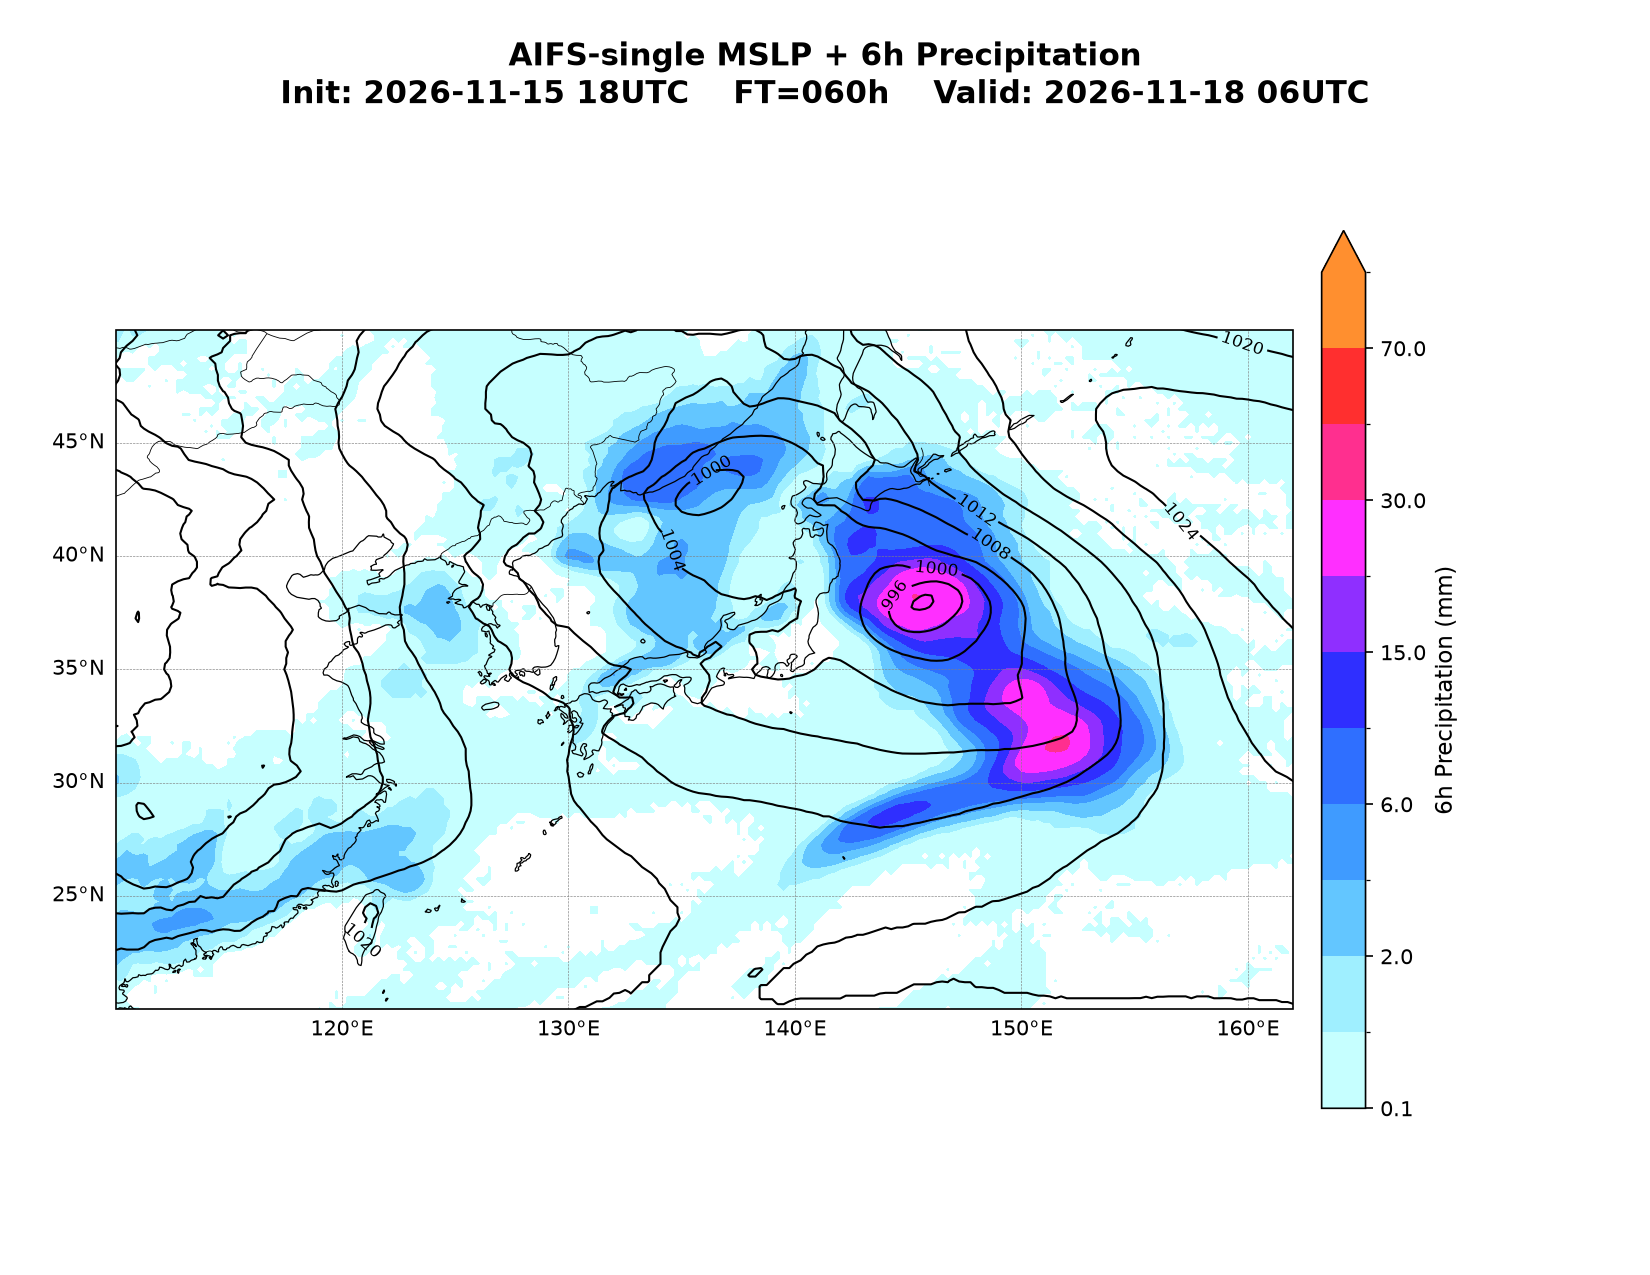 AIFS-single MSLP + 6h Precipitation
Init: 2026-11-15 18UTC    FT=060h    Valid: 2026-11-18 06UTC
1020
70.0
45°N
1000
30.0
1012
1024
1008
40°N
1004
1000
996
35°N
15.0
6h Precipitation (mm)
30°N
6.0
25°N
1020
2.0
120°E
130°E
140°E
150°E
160°E
0.1